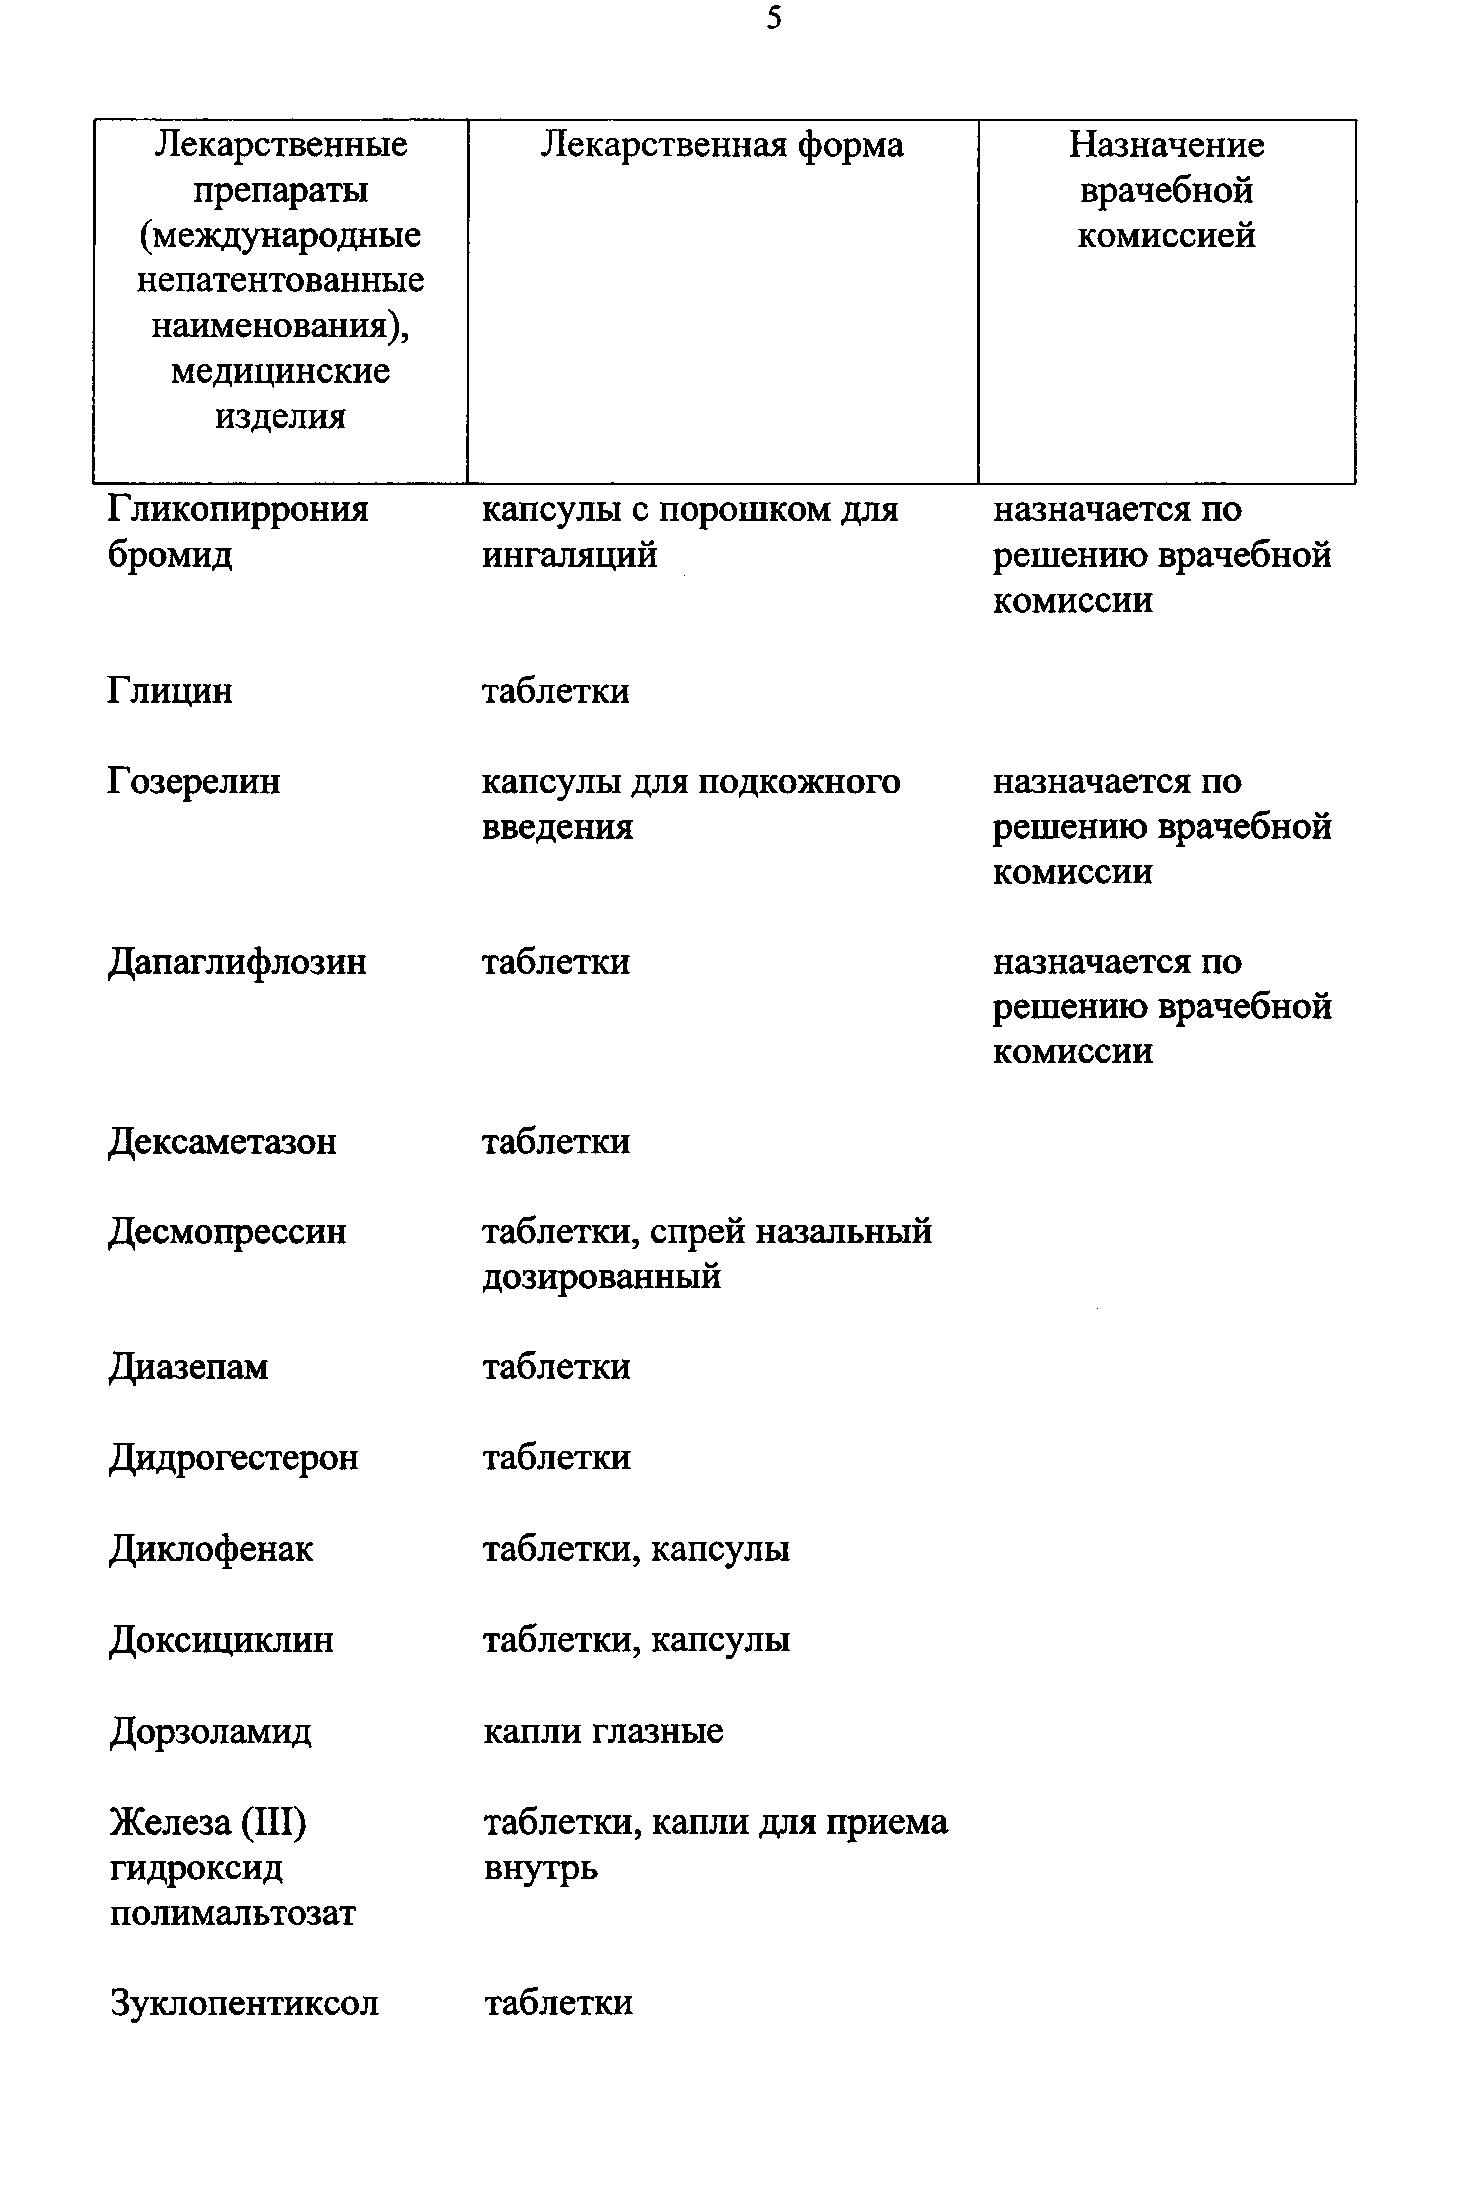 5
Лекарственные
препараты
(международные
непатентованные
наименования),
медицинские
изделия
Лекарственная форма
Назначение
врачебной
комиссией
Гликопиррония
бромид
капсулы с порошком для
ингаляций
назначается по
решению врачебной
комиссии
Глицин
таблетки
Гозерелин
капсулы для подкожного
введения
назначается по
решению врачебной
комиссии
Дапаглифлозин
таблетки
назначается по
решению врачебной
комиссии
Дексаметазон
таблетки
Десмопрессин
таблетки, спрей назальный
дозированный
Диазепам
таблетки
Дидрогестерон
таблетки
Диклофенак
таблетки, капсулы
Доксициклин
таблетки, капсулы
Дорзоламид
капли глазные
Железа (III)
гидроксид
полимальтозат
таблетки, капли для приема
внутрь
Зуклопентиксол
таблетки